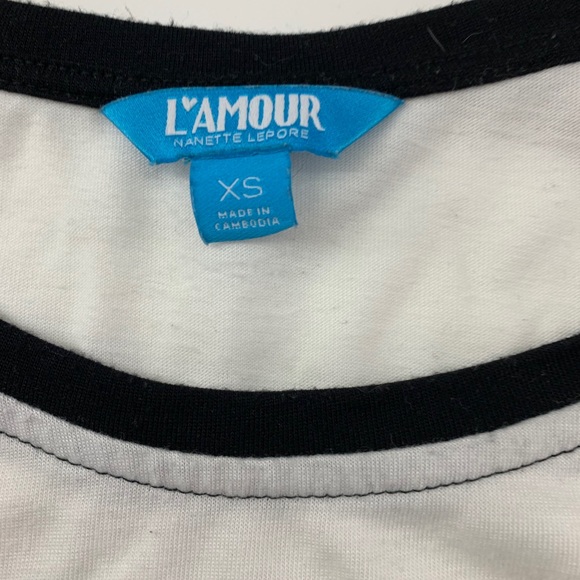 L'AMOUR
NANETTE LEPORE
XS
MADE IN
CAMBODIA